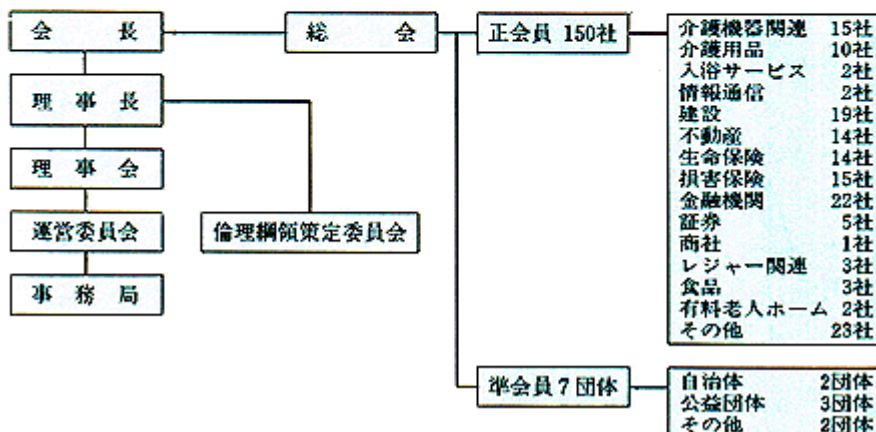 会長
総会
正会員 150社
介護機器関連 15社
介護用品 10社
入浴サービス 2社
情報通信 2社
建設 19社
不動産 14社
生命保険 14社
損害保険 15社
金融機関 22社
証券 5社
商社 1社
レジャー関連 3社
食品 3社
有料老人ホーム 2社
その他 23社
理事長
理事会
運営委員会
倫理綱領策定委員会
事務局
準会員7団体
自治体 2団体
公益団体 3団体
その他 2団体